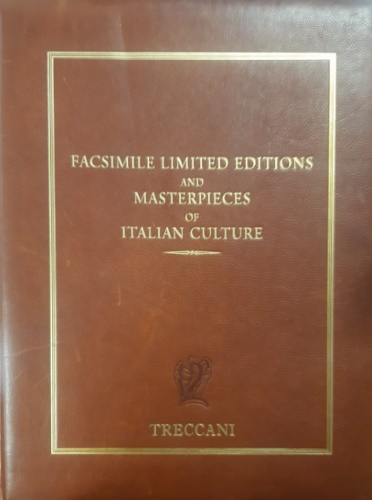 FACSIMILE LIMITED EDITIONS
AND
MASTERPIECES
OF
ITALIAN CULTURE
TRECCANI